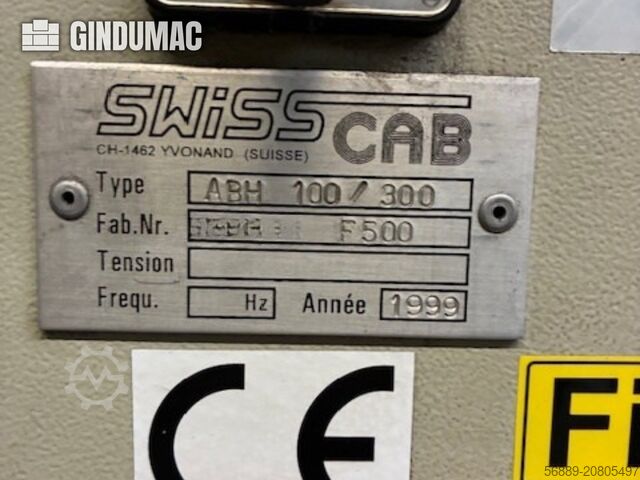 GINDUMAC
SWiSS CAB
CH-1462 YVONAND (SUISSE)
Type ABH 100/300
Fab.Nr. F500
Tension
Frequ. Hz Année 1999
CE Fi
56889-20805497